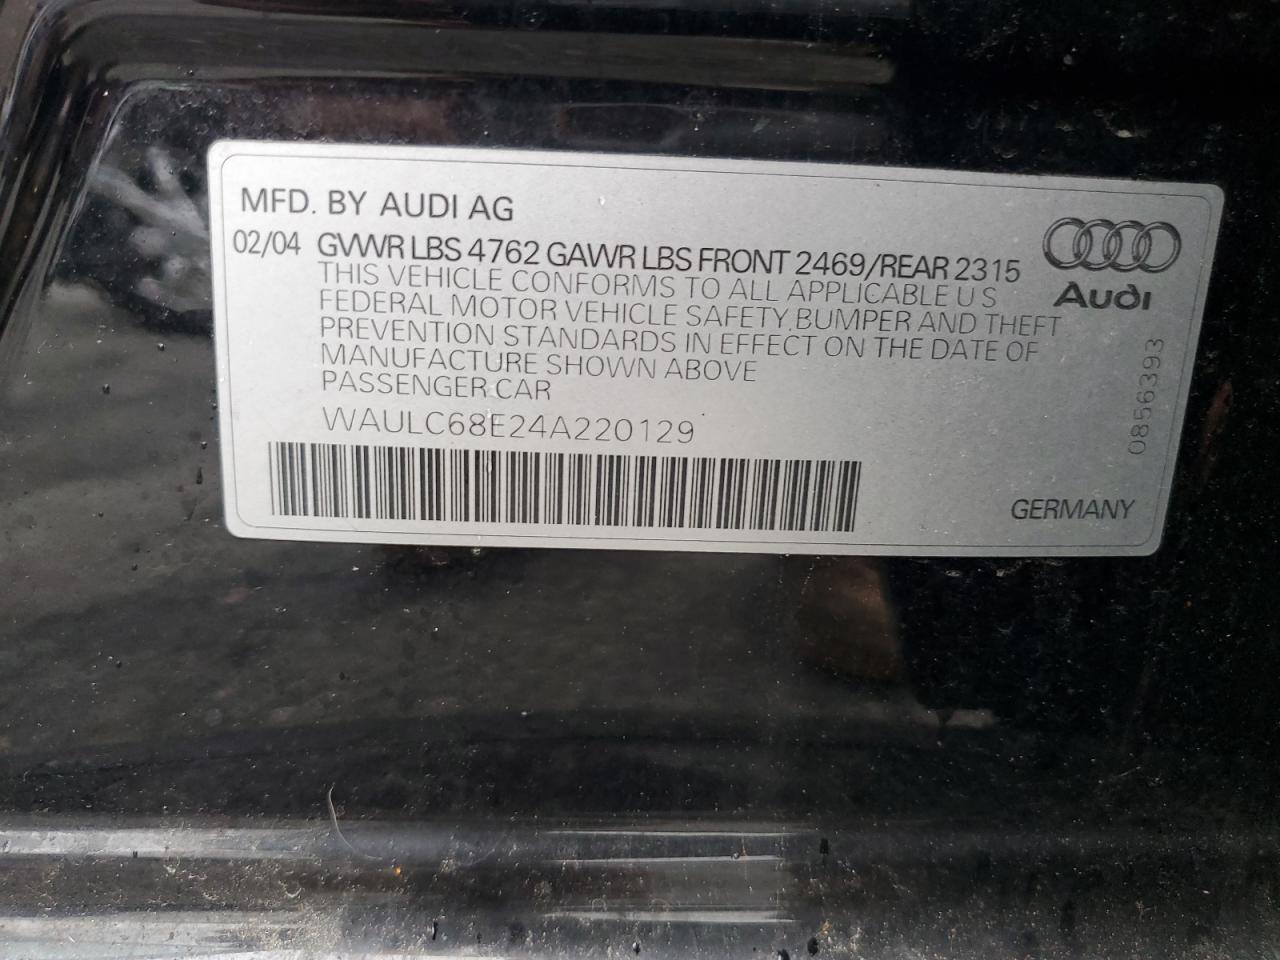 MFD. BY AUDI AG
02/04 GVWR LBS 4762 GAWR LBS FRONT 2469/REAR 2315
THIS VEHICLE CONFORMS TO ALL APPLICABLE U S
FEDERAL MOTOR VEHICLE SAFETY, BUMPER AND THEFT
PREVENTION STANDARDS IN EFFECT ON THE DATE OF
MANUFACTURE SHOWN ABOVE
PASSENGER CAR
WAULC68E24A220129
Audi
0856393
GERMANY